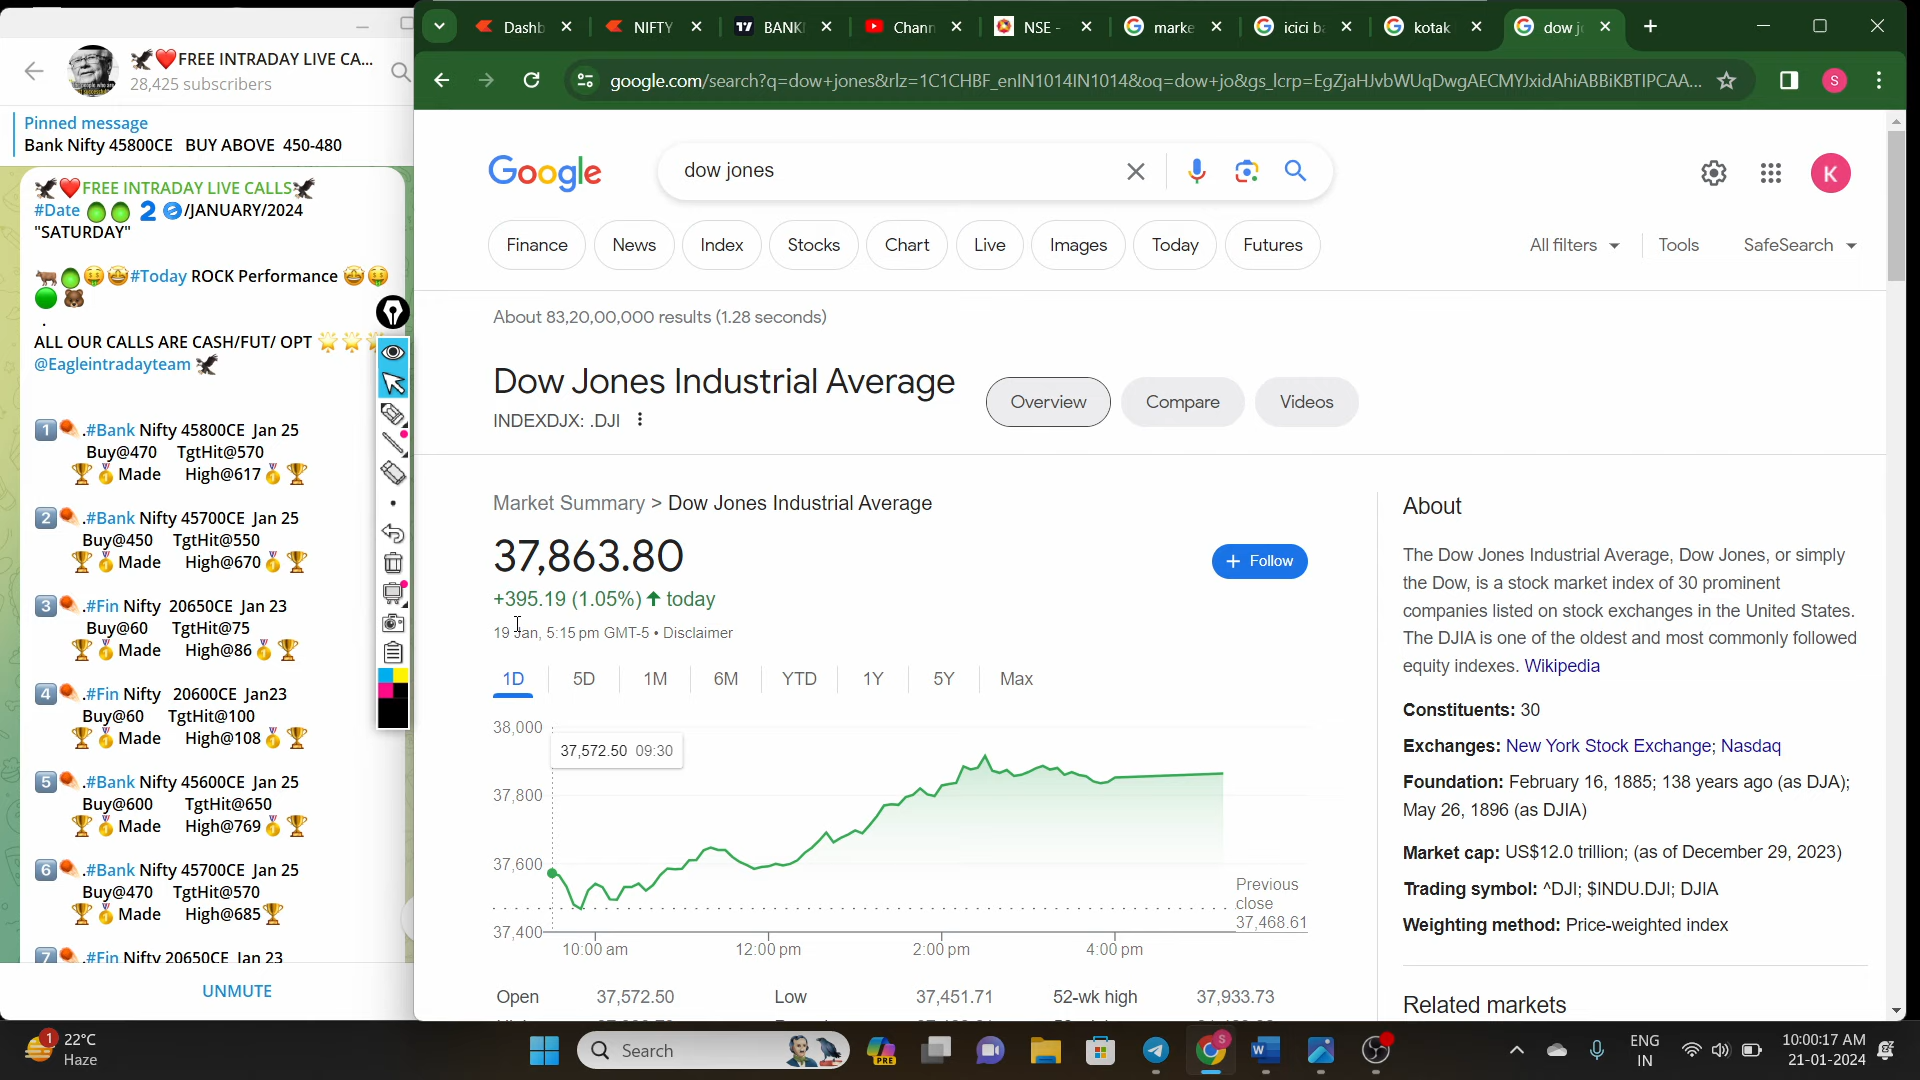 FREE INTRADAY LIVE CA...
28,425 subscribers
Pinned message
Bank Nifty 45800CE BUY ABOVE 450-480
FREE INTRADAY LIVE CALLS
#Date 2 /JANUARY/2024
"SATURDAY"
#Today ROCK Performance
.
ALL OUR CALLS ARE CASH/FUT/ OPT
@Eagleintradayteam
1 .#Bank Nifty 45800CE Jan 25
Buy@470 TgtHit@570
Made High@617
2 .#Bank Nifty 45700CE Jan 25
Buy@450 TgtHit@550
Made High@670
3 .#Fin Nifty 20650CE Jan 23
Buy@60 TgtHit@75
Made High@86
4 .#Fin Nifty 20600CE Jan23
Buy@60 TgtHit@100
Made High@108
5 .#Bank Nifty 45600CE Jan 25
Buy@600 TgtHit@650
Made High@769
6 .#Bank Nifty 45700CE Jan 25
Buy@470 TgtHit@570
Made High@685
7 .#Fin Nifty 20650CE Jan 23
UNMUTE
Dashb NIFTY BANKI Chann NSE - marke icici ba kotak dow j
google.com/search?q=dow+jones&rlz=1C1CHBF_enIN1014IN1014&oq=dow+jo&gs_lcrp=EgZjaHJvbWUqDwgAECMYJxidAhiABBiKBTIPCAA...
S
Google
dow jones
K
Finance News Index Stocks Chart Live Images Today Futures All filters Tools SafeSearch
About 83,20,00,000 results (1.28 seconds)
Dow Jones Industrial Average
INDEXDJX: .DJI
Overview Compare Videos
Market Summary > Dow Jones Industrial Average
37,863.80
+395.19 (1.05%) today
19 Jan, 5:15 pm GMT-5 • Disclaimer
+ Follow
1D 5D 1M 6M YTD 1Y 5Y Max
38,000
37,572.50 09:30
37,800
37,600
37,400
Previous
close
37,468.61
10:00 am 12:00 pm 2:00 pm 4:00 pm
Open 37,572.50 Low 37,451.71 52-wk high 37,933.73
About
The Dow Jones Industrial Average, Dow Jones, or simply
the Dow, is a stock market index of 30 prominent
companies listed on stock exchanges in the United States.
The DJIA is one of the oldest and most commonly followed
equity indexes. Wikipedia
Constituents: 30
Exchanges: New York Stock Exchange; Nasdaq
Foundation: February 16, 1885; 138 years ago (as DJA);
May 26, 1896 (as DJIA)
Market cap: US$12.0 trillion; (as of December 29, 2023)
Trading symbol: ^DJI; $INDU.DJI; DJIA
Weighting method: Price-weighted index
Related markets
1
22°C
Haze
Search
PRE
S
ENG
IN
10:00:17 AM
21-01-2024